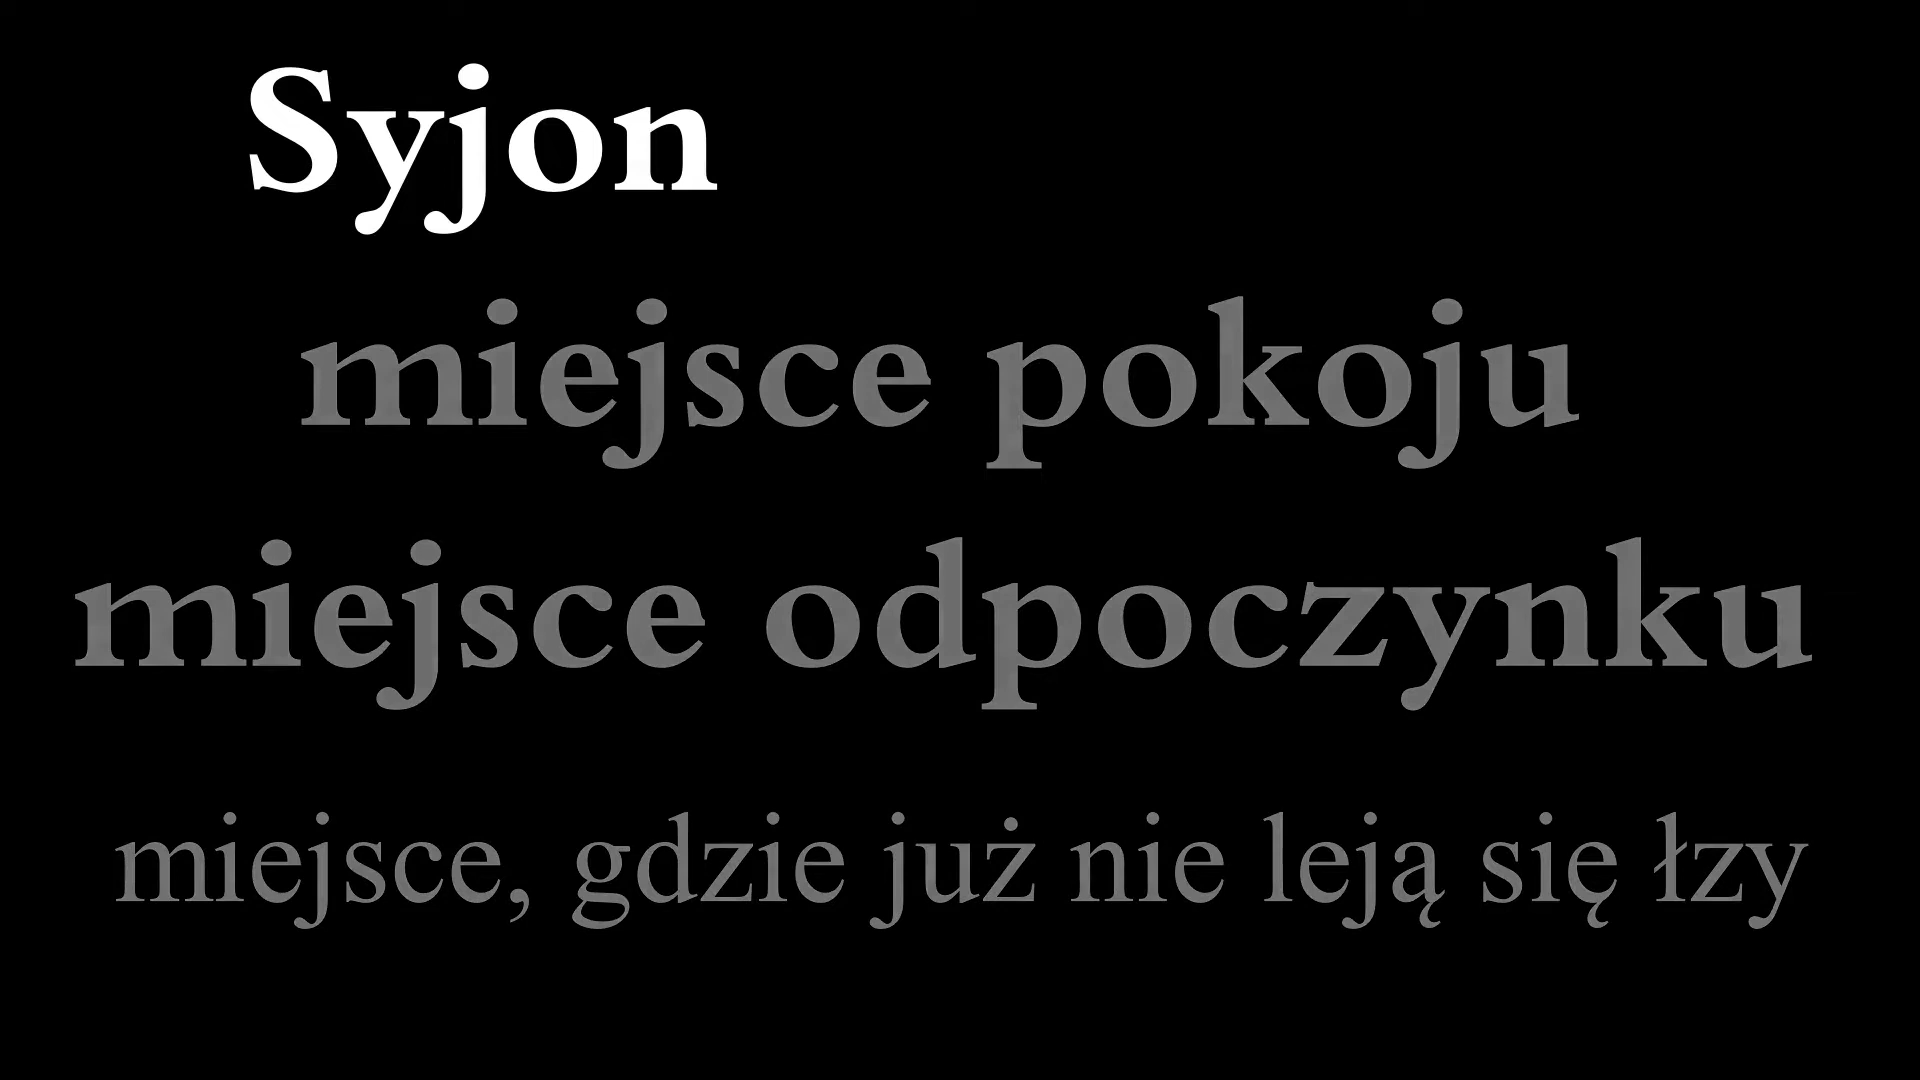 Syjon
miejsce pokoju
miejsce odpoczynku
miejsce, gdzie już nie leją się łzy